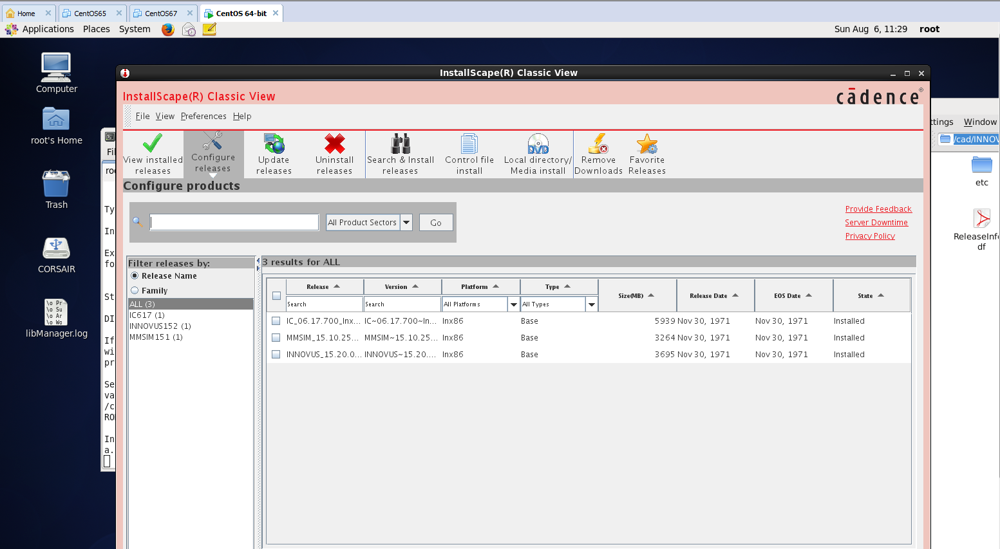 Home
CentOS65
CentOS67
CentOS 64-bit
Applications Places System
Sun Aug 6, 11:29 root
Computer
root's Home
Trash
CORSAIR
libManager.log
InstallScape(R) Classic View
InstallScape(R) Classic View
cādence®
File View Preferences Help
View installed releases
Configure releases
Update releases
Uninstall releases
Search & Install releases
Control file install
Local directory/ Media install
Remove Downloads
Favorite Releases
Configure products
All Product Sectors
Go
Provide Feedback
Server Downtime
Privacy Policy
Filter releases by:
Release Name
Family
ALL (3)
IC617 (1)
INNOVUS152 (1)
MMSIM151 (1)
3 results for ALL
Release Version Platform Type Size(MB) Release Date EOS Date State
Search Search All Platforms All Types
IC_06.17.700_lnx... IC~06.17.700~ln... lnx86 Base 5939 Nov 30, 1971 Nov 30, 1971 Installed
MMSIM_15.10.25... MMSIM~15.10.25... lnx86 Base 3264 Nov 30, 1971 Nov 30, 1971 Installed
INNOVUS_15.20.0... INNOVUS~15.20.... lnx86 Base 3695 Nov 30, 1971 Nov 30, 1971 Installed
ttings Window
/cad/INNOV
etc
ReleaseInfo
df
Fi
Ty
In
Ex
fo
St
DI
If
wi
pr
Se
va
/c
RO
In
a.